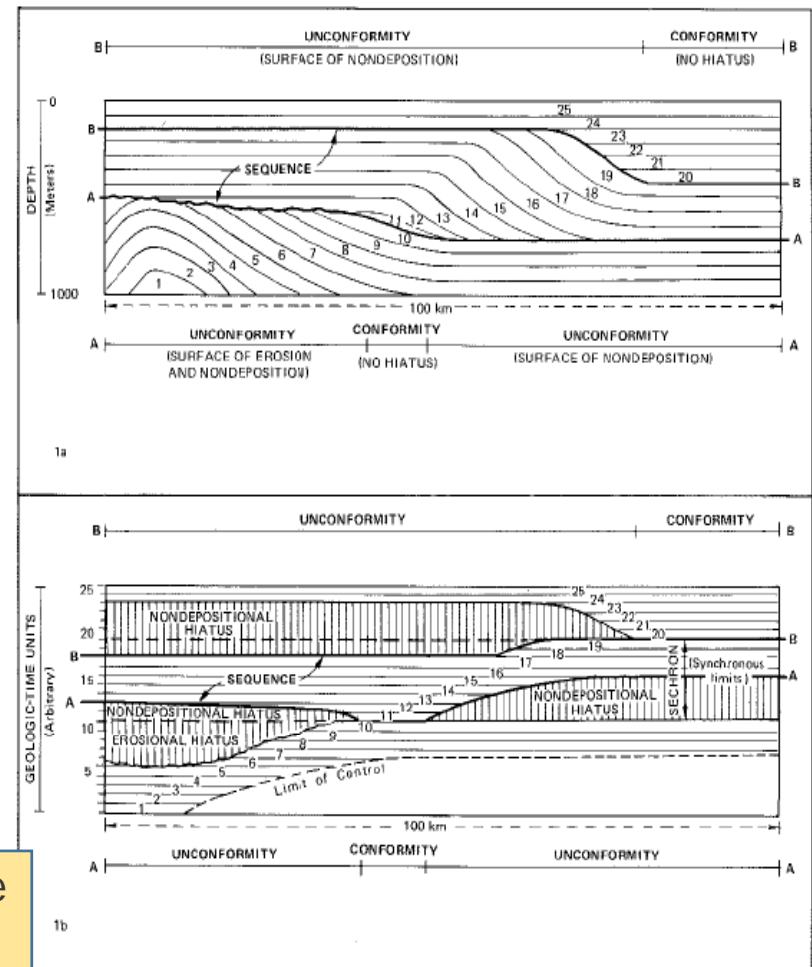 UNCONFORMITY CONFORMITY
B B
(SURFACE OF NONDEPOSITION) (NO HIATUS)
0
25
24
B
23
22
SEQUENCE
21
19 20
18 B
A
17
16
15
14
13
12
11
10
9
8
7
6
5
4
3
2
1
A
DEPTH
(Meters)
1000
100 km
UNCONFORMITY CONFORMITY UNCONFORMITY
A A
(SURFACE OF EROSION (NO HIATUS) (SURFACE OF NONDEPOSITION)
AND NONDEPOSITION)
1a
UNCONFORMITY CONFORMITY
B B
25
25
24
NONDEPOSITIONAL 23
HIATUS 22
20 21
20 B
19
B 18
17
SEQUENCE 16
15 15
14
13
12
11
10
(Synchronous
limits)
SECHRON
A A
NONDEPOSITIONAL
HIATUS
NONDEPOSITIONAL HIATUS
EROSIONAL HIATUS
10
9
8
7
6
5
5
4
3
2
1
Limit of Control
GEOLOGIC-TIME UNITS
(Arbitrary)
100 km
UNCONFORMITY CONFORMITY UNCONFORMITY
A A
1b
e